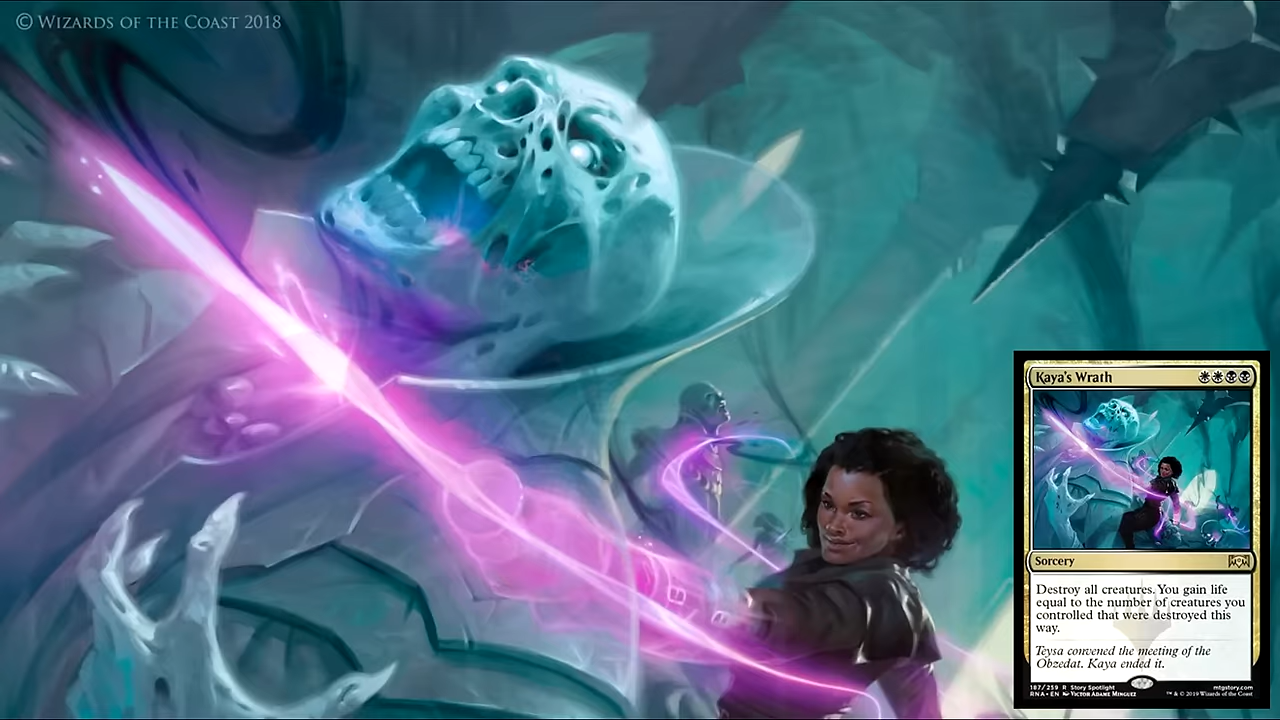 © Wizards of the Coast 2018
Kaya's Wrath
Sorcery
Destroy all creatures. You gain life
equal to the number of creatures you
controlled that were destroyed this
way.
Teysa convened the meeting of the
Obzedat. Kaya ended it.
187/259 R Story Spotlight
mtgstory.com
RNA • EN Victor Adame Minguez
™ & © 2019 Wizards of the Coast